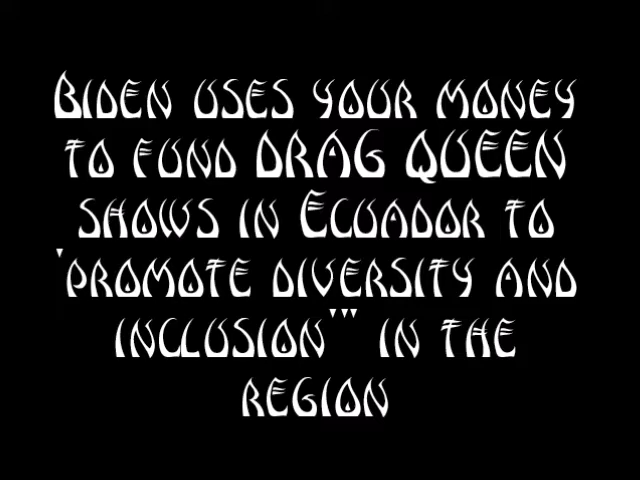 Biden uses your money
to fund DRAG QUEEN
shows in Ecuador to
'promote diversity and
inclusion''' in the
region